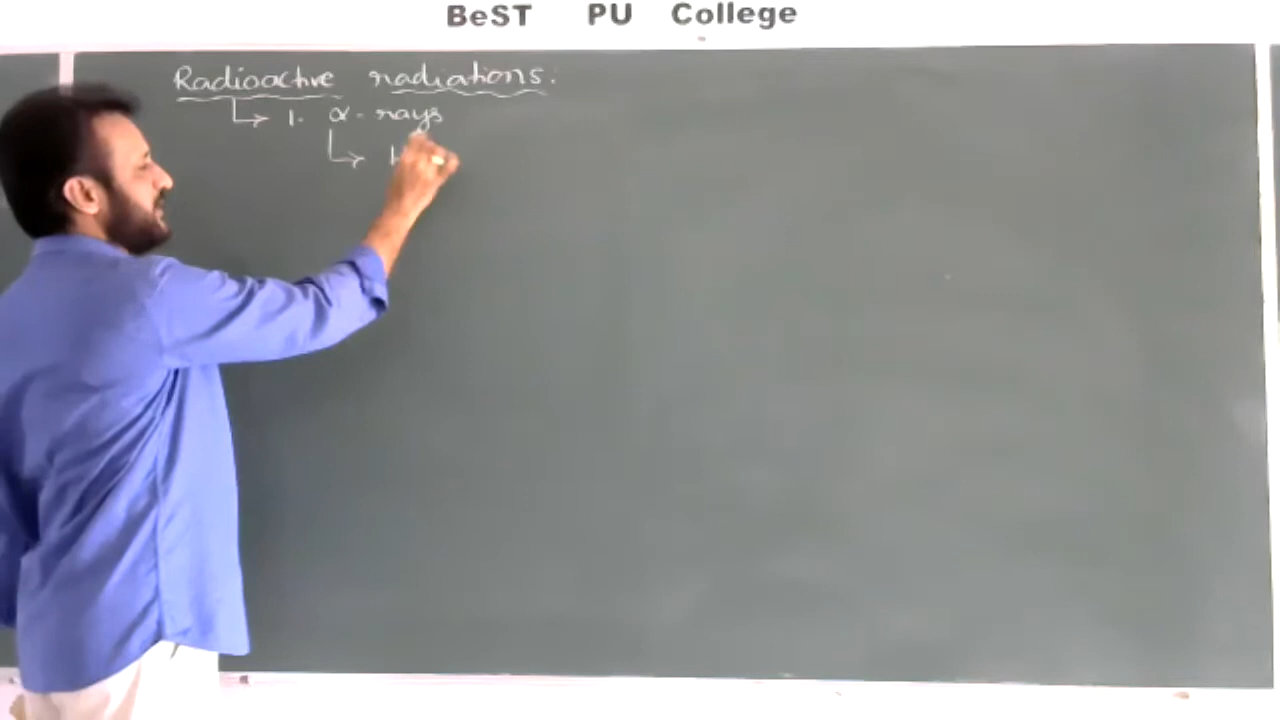 BeST PU College
Radioactive radiations.
↳ 1. α - rays
↳